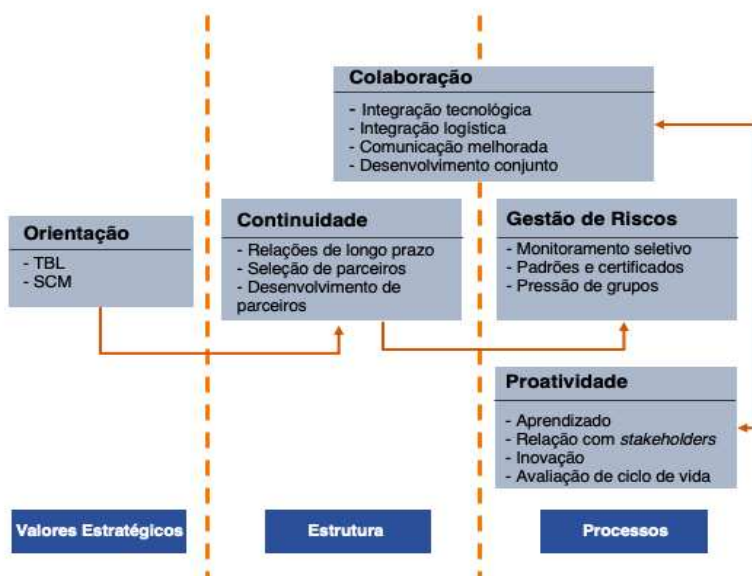 Colaboração
- Integração tecnológica
- Integração logística
- Comunicação melhorada
- Desenvolvimento conjunto
Orientação
- TBL
- SCM
Continuidade
- Relações de longo prazo
- Seleção de parceiros
- Desenvolvimento de
parceiros
Gestão de Riscos
- Monitoramento seletivo
- Padrões e certificados
- Pressão de grupos
Proatividade
- Aprendizado
- Relação com stakeholders
- Inovação
- Avaliação de ciclo de vida
Valores Estratégicos
Estrutura
Processos